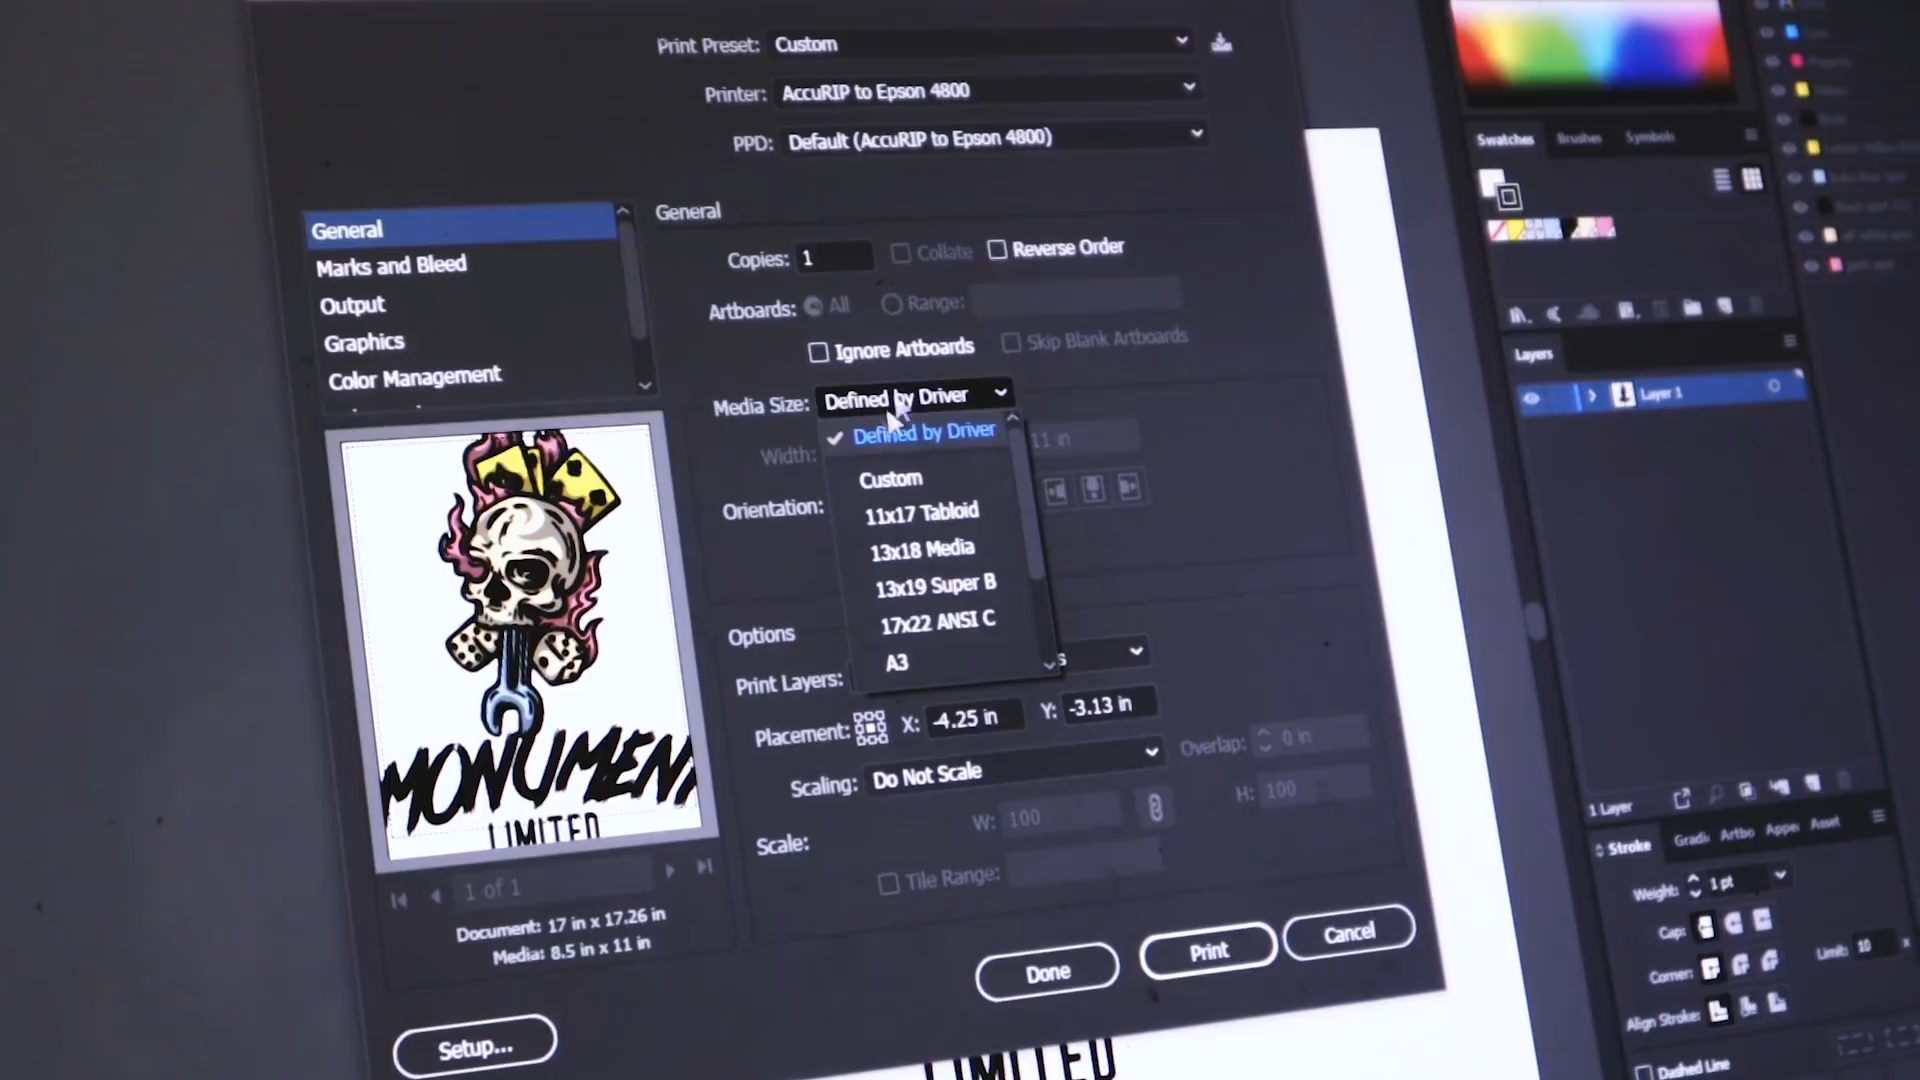 Print Preset: Custom
Printer: AccuRIP to Epson 4800
PPD: Default (AccuRIP to Epson 4800)
General
Marks and Bleed
Output
Graphics
Color Management
General
Copies: 1 Collate Reverse Order
Artboards: All Range:
Ignore Artboards Skip Blank Artboards
Media Size: Defined by Driver
Defined by Driver
Width: 11 in
Custom
11x17 Tabloid
Orientation:
13x18 Media
13x19 Super B
17x22 ANSI C
A3
Options
Print Layers:
Placement: X: -4.25 in Y: -3.13 in
Scaling: Do Not Scale Overlap: 0 in
Scale: W: 100 H: 100
Tile Range:
MONUMENT
LIMITED
1 of 1
Document: 17 in x 17.26 in
Media: 8.5 in x 11 in
Done Print Cancel
Setup...
LIMITED
Swatches Brushes Symbols
Layers
Layer 1
1 Layer
Stroke Gradi Artbo Appe Asset
Weight: 1 pt
Cap:
Corner: Limit: 10 x
Align Stroke:
Dashed Line